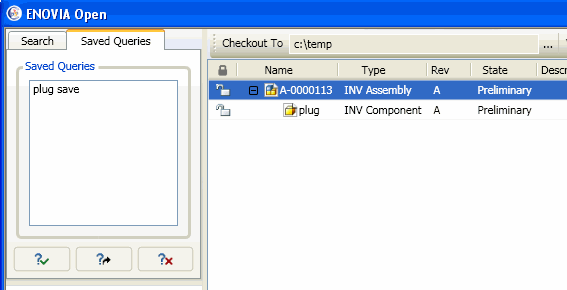 ENOVIA Open
Search
Saved Queries
Saved Queries
plug save
Checkout To c:\temp ...
Name Type Rev State Descr
A-0000113 INV Assembly A Preliminary
plug INV Component A Preliminary